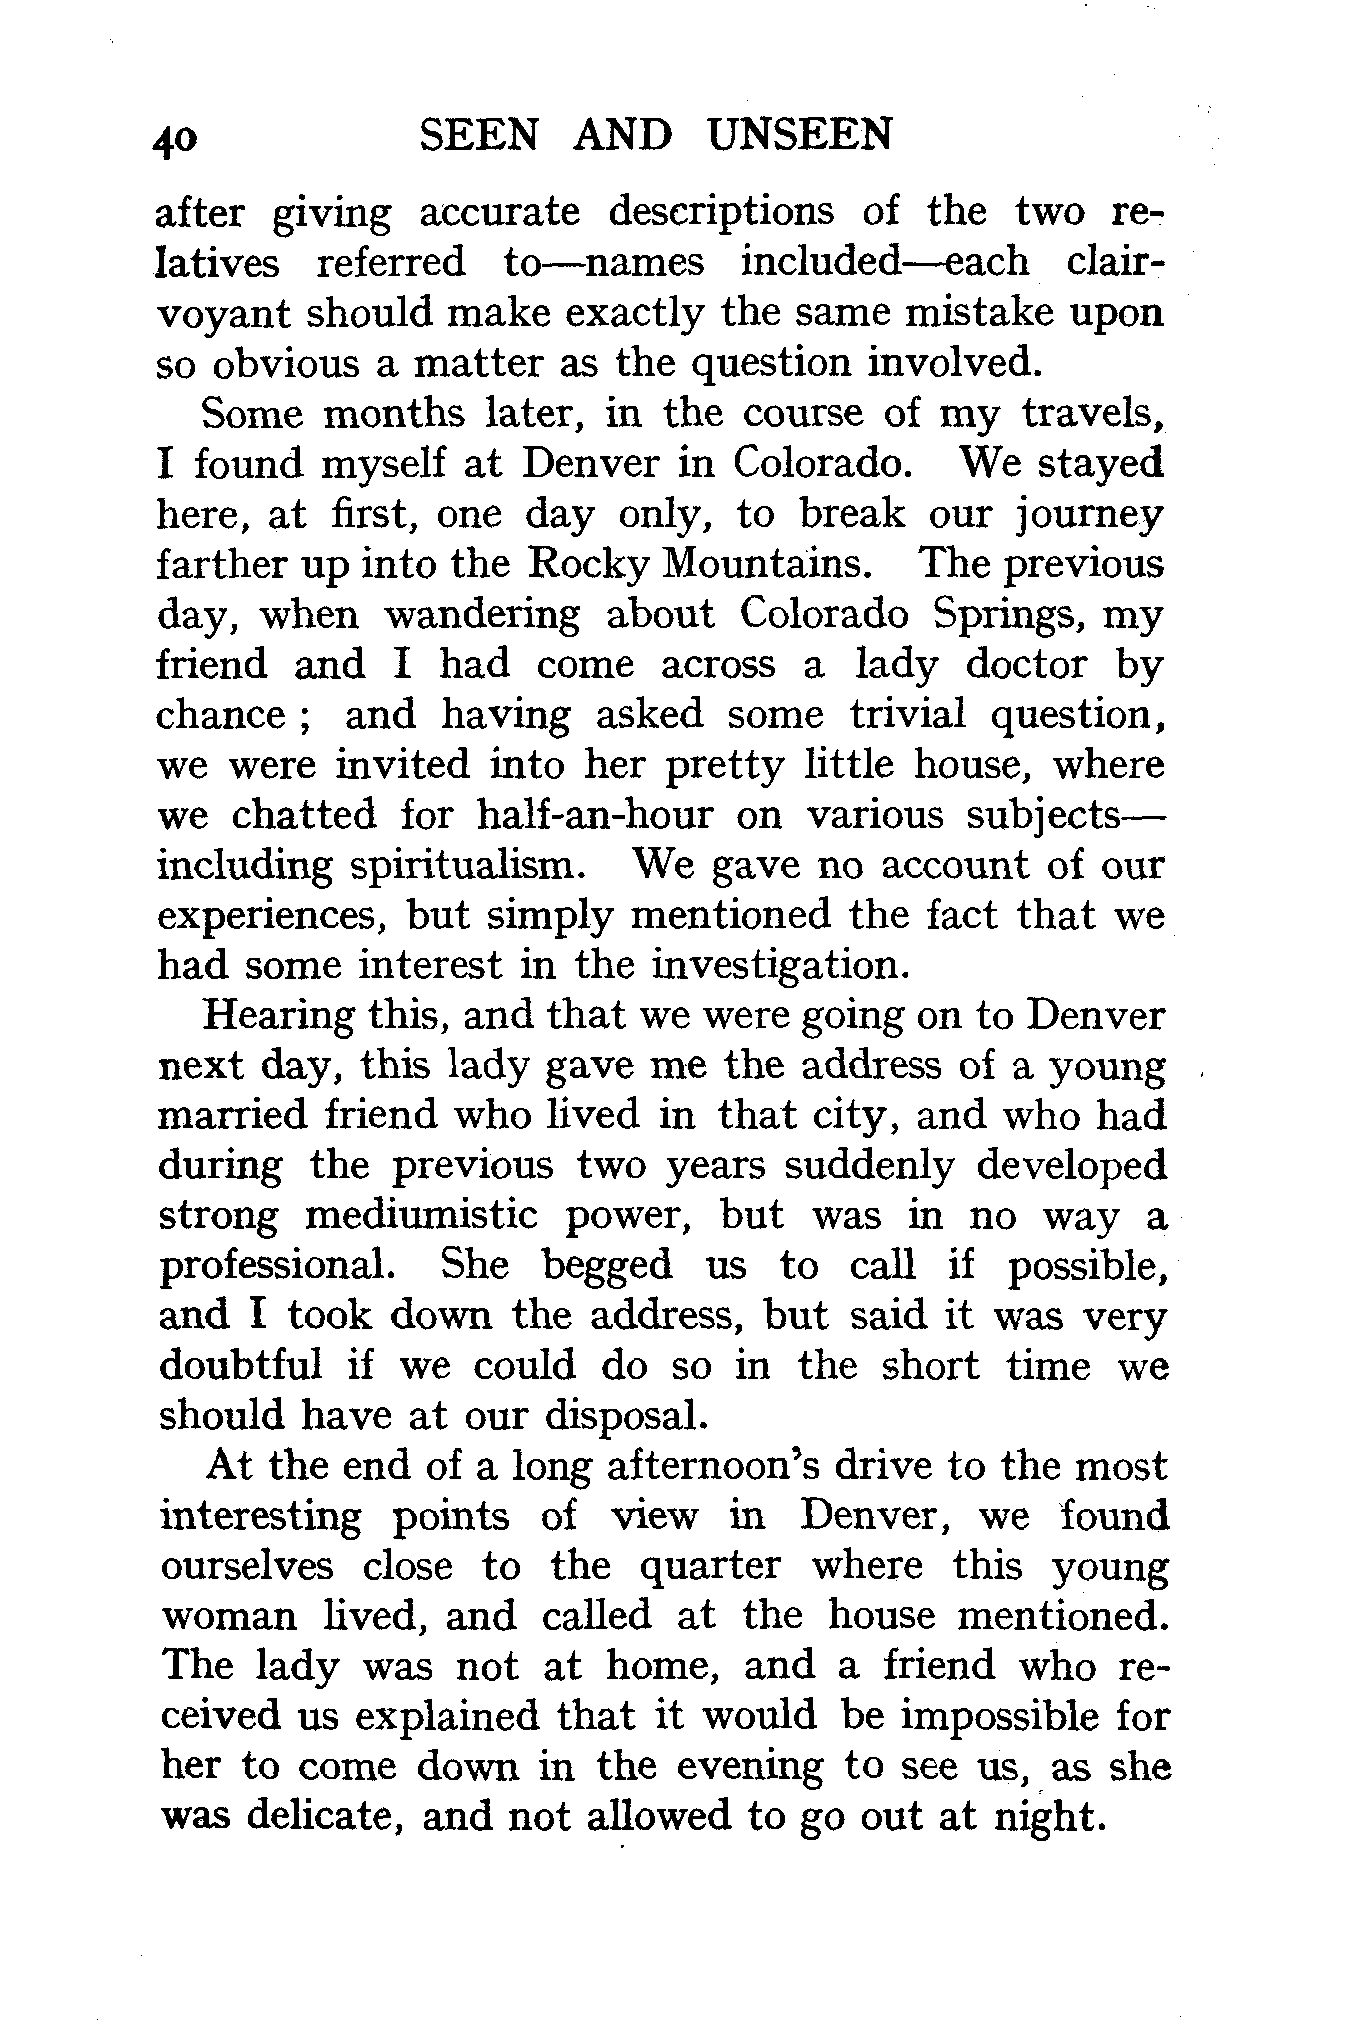 40 SEEN AND UNSEEN
after giving accurate descriptions of the two re-
latives referred to—names included—each clair-
voyant should make exactly the same mistake upon
so obvious a matter as the question involved.
Some months later, in the course of my travels,
I found myself at Denver in Colorado. We stayed
here, at first, one day only, to break our journey
farther up into the Rocky Mountains. The previous
day, when wandering about Colorado Springs, my
friend and I had come across a lady doctor by
chance ; and having asked some trivial question,
we were invited into her pretty little house, where
we chatted for half-an-hour on various subjects—
including spiritualism. We gave no account of our
experiences, but simply mentioned the fact that we
had some interest in the investigation.
Hearing this, and that we were going on to Denver
next day, this lady gave me the address of a young
married friend who lived in that city, and who had
during the previous two years suddenly developed
strong mediumistic power, but was in no way a
professional. She begged us to call if possible,
and I took down the address, but said it was very
doubtful if we could do so in the short time we
should have at our disposal.
At the end of a long afternoon's drive to the most
interesting points of view in Denver, we found
ourselves close to the quarter where this young
woman lived, and called at the house mentioned.
The lady was not at home, and a friend who re-
ceived us explained that it would be impossible for
her to come down in the evening to see us, as she
was delicate, and not allowed to go out at night.